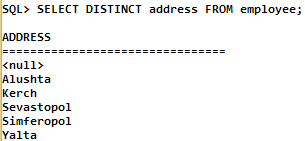 SQL> SELECT DISTINCT address FROM employee;
ADDRESS
================================
<null>
Alushta
Kerch
Sevastopol
Simferopol
Yalta